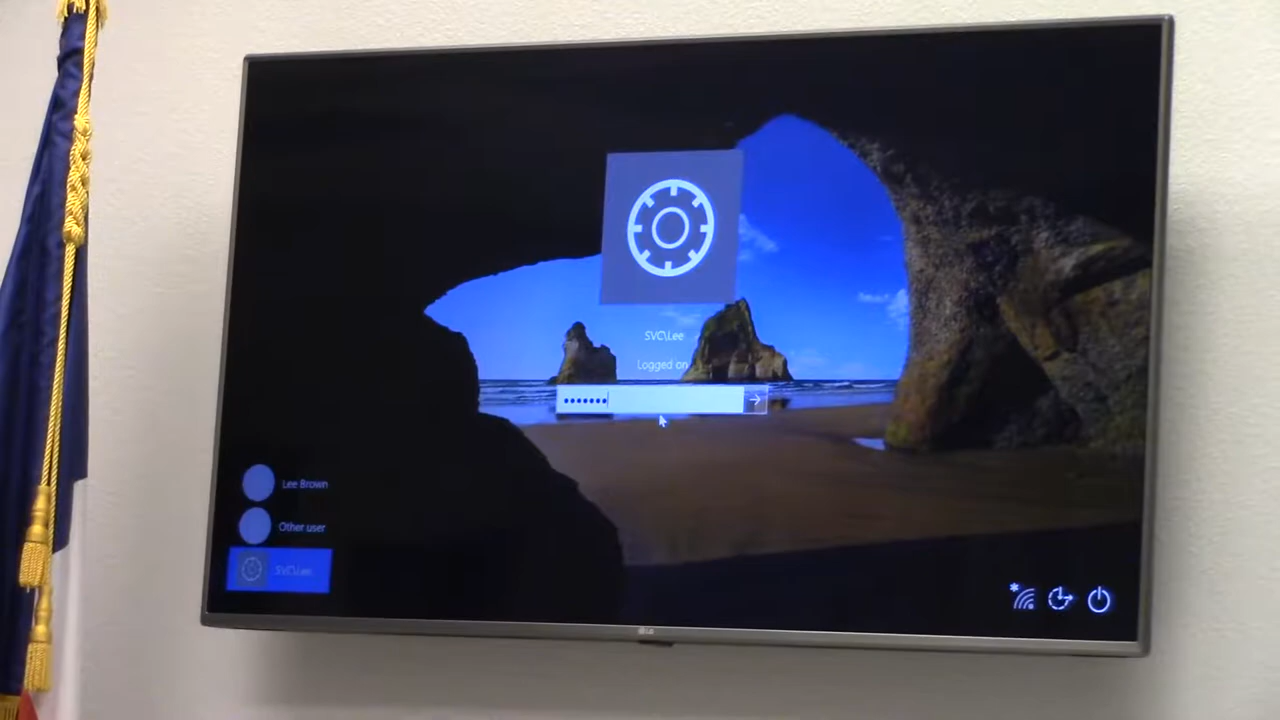 SVC\Lee
Logged on
•••••••
Lee Brown
Other user
SVC\Lee
LG